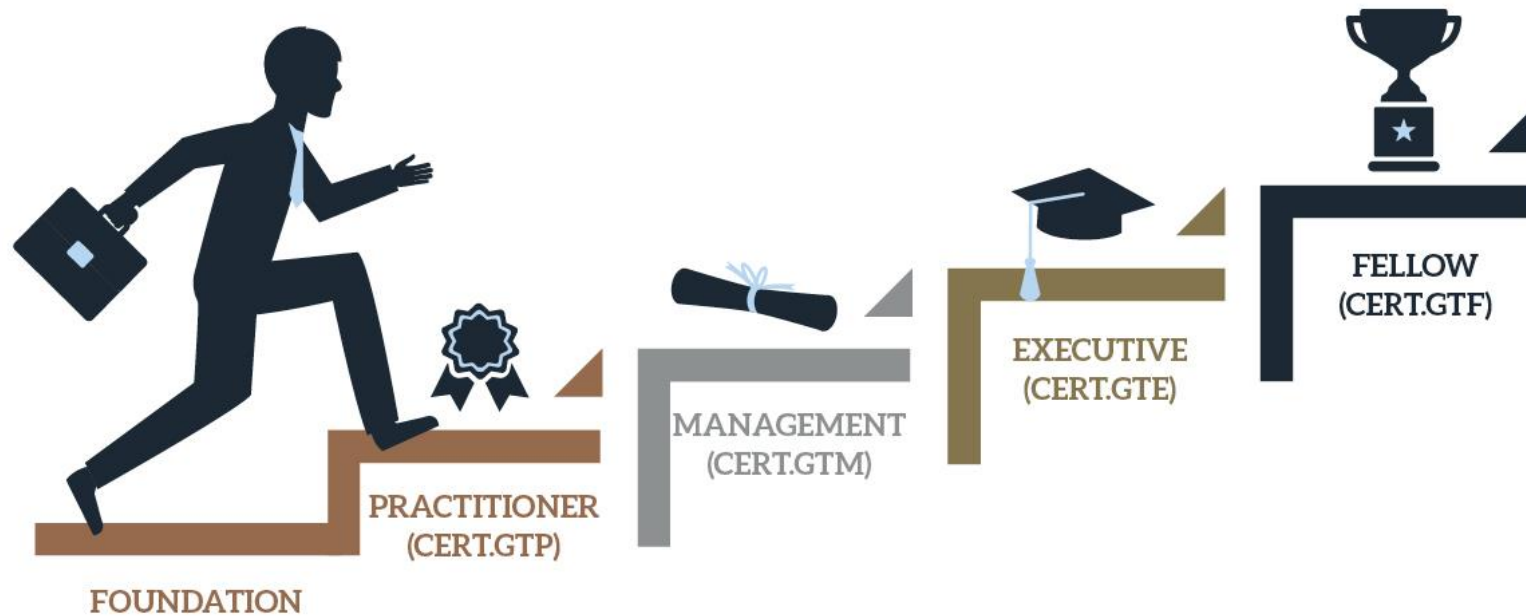 FOUNDATION
PRACTITIONER
(CERT.GTP)
MANAGEMENT
(CERT.GTM)
EXECUTIVE
(CERT.GTE)
FELLOW
(CERT.GTF)